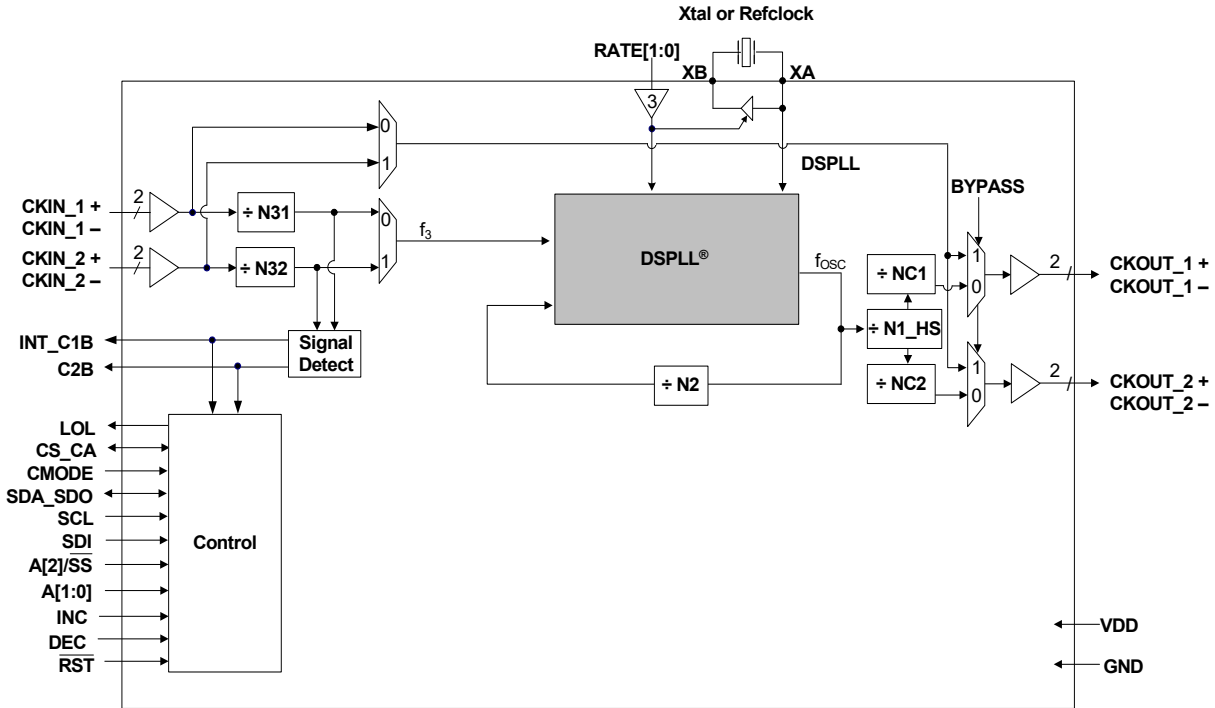 Xtal or Refclock
RATE[1:0]
XB
XA
3
0
1
DSPLL
BYPASS
CKIN_1 +
CKIN_1 –
2
÷ N31
0
1
f3
CKIN_2 +
CKIN_2 –
2
÷ N32
DSPLL®
fOSC
÷ NC1
1
0
2
CKOUT_1 +
CKOUT_1 –
÷ N1_HS
INT_C1B
C2B
Signal
Detect
÷ N2
÷ NC2
1
0
2
CKOUT_2 +
CKOUT_2 –
LOL
CS_CA
CMODE
SDA_SDO
SCL
SDI
A[2]/S̅S̅
A[1:0]
INC
DEC
R̅S̅T̅
Control
VDD
GND